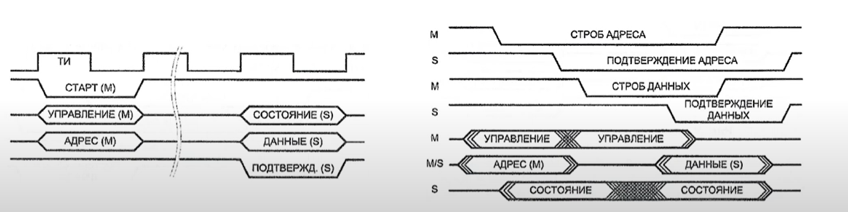 ТИ
СТАРТ (M)
УПРАВЛЕНИЕ (M) СОСТОЯНИЕ (S)
АДРЕС (M) ДАННЫЕ (S)
ПОДТВЕРЖД. (S)
M СТРОБ АДРЕСА
S ПОДТВЕРЖДЕНИЕ АДРЕСА
M СТРОБ ДАННЫХ
S ПОДТВЕРЖДЕНИЕ
ДАННЫХ
M УПРАВЛЕНИЕ УПРАВЛЕНИЕ
M/S АДРЕС (M) ДАННЫЕ (S)
S СОСТОЯНИЕ СОСТОЯНИЕ